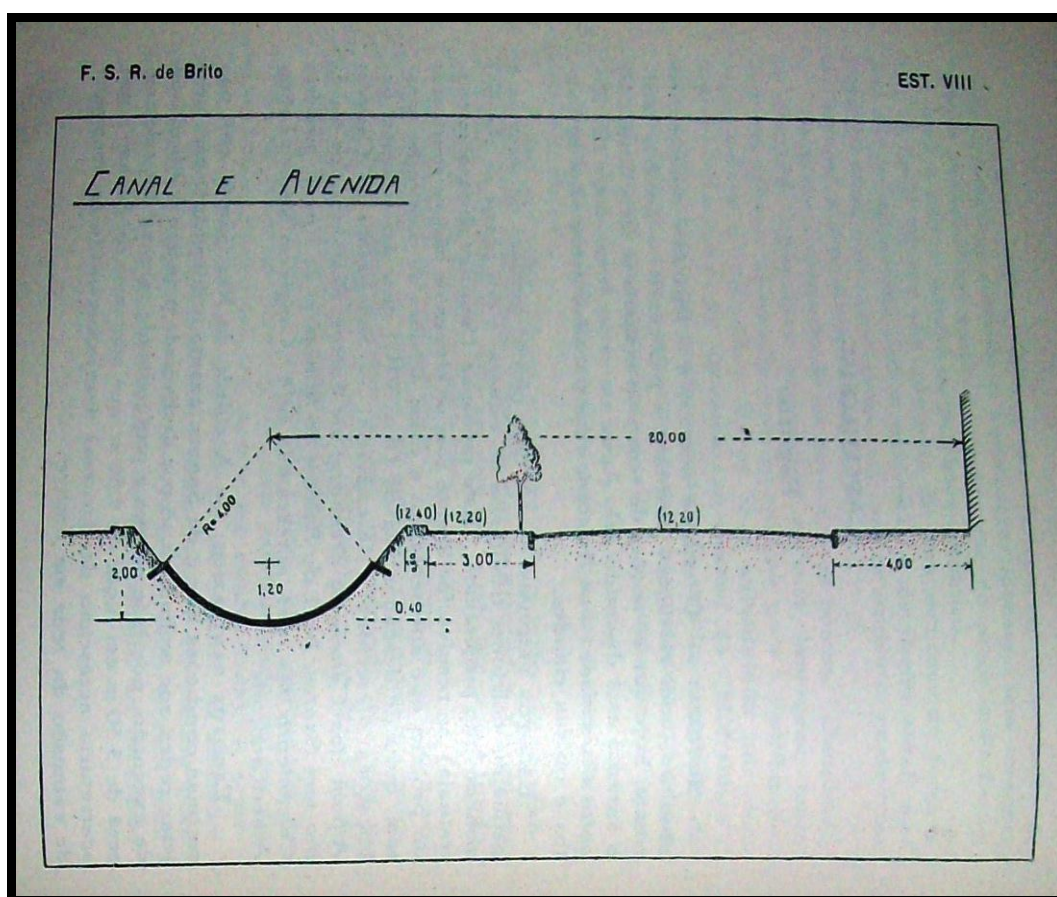 F. S. R. de Brito
EST. VIII
CANAL E AVENIDA
20,00
R=4,00
(12,40) (12,20) (12,20)
2,00
1,20
3,00
4,00
0,40